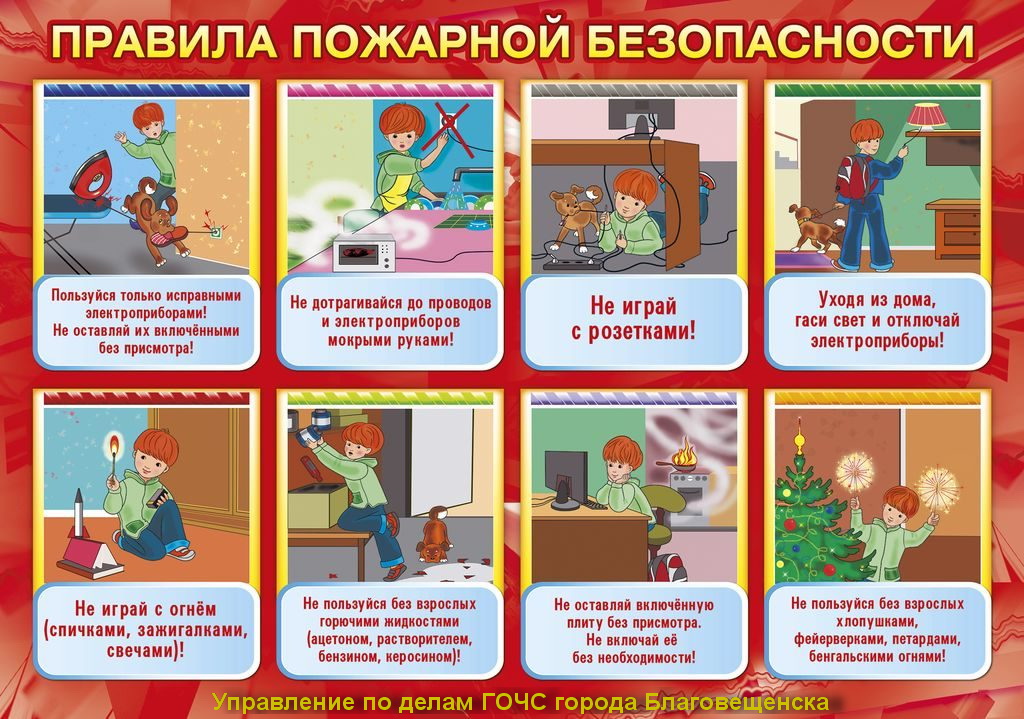 ПРАВИЛА ПОЖАРНОЙ БЕЗОПАСНОСТИ
Пользуйся только исправными
электроприборами!
Не оставляй их включёнными
без присмотра!
Не дотрагивайся до проводов
и электроприборов
мокрыми руками!
Не играй
с розетками!
Уходя из дома,
гаси свет и отключай
электроприборы!
Не играй с огнём
(спичками, зажигалками,
свечами)!
Не пользуйся без взрослых
горючими жидкостями
(ацетоном, растворителем,
бензином, керосином)!
Не оставляй включённую
плиту без присмотра.
Не включай её
без необходимости!
Не пользуйся без взрослых
хлопушками,
фейерверками, петардами,
бенгальскими огнями!
Управление по делам ГОЧС города Благовещенска